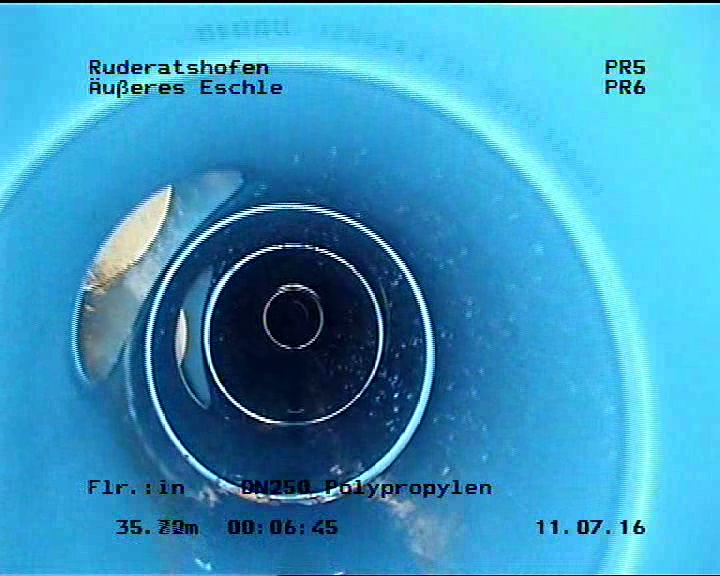 Ruderatshofen PR5
Äußeres Eschle PR6
Flr.:in DN250 Polypropylen
00:06:45 11.07.16